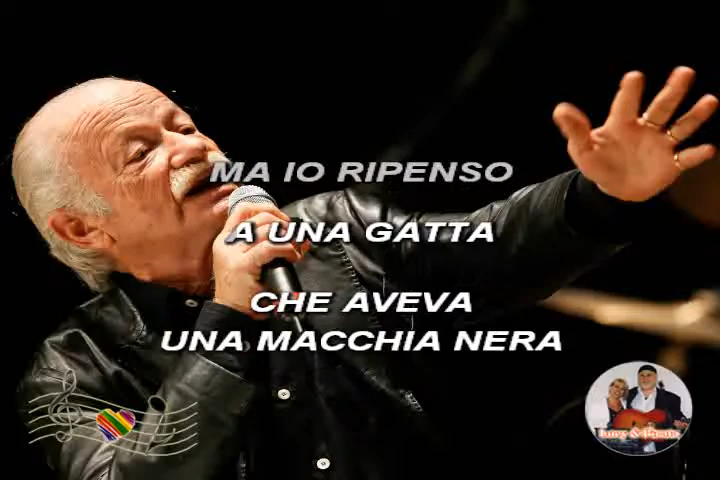 MA IO RIPENSO
A UNA GATTA
CHE AVEVA
UNA MACCHIA NERA